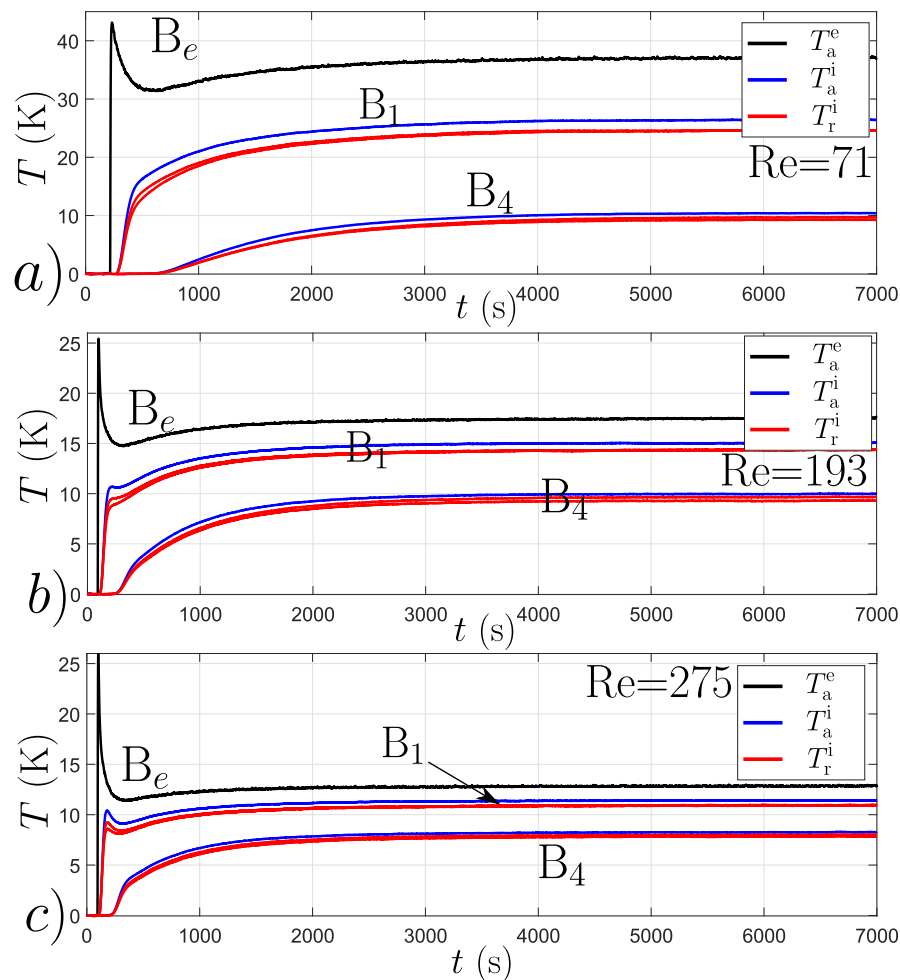 40
30
20
10
0
T (K)
a)
B_e
B_1
B_4
T_a^e
T_a^i
T_r^i
Re=71
0 1000 2000 3000 4000 5000 6000 7000
t (s)
25
20
15
10
5
0
T (K)
b)
B_e
B_1
B_4
T_a^e
T_a^i
T_r^i
Re=193
0 1000 2000 3000 4000 5000 6000 7000
t (s)
25
20
15
10
5
0
T (K)
c)
B_e
B_1
B_4
Re=275
T_a^e
T_a^i
T_r^i
0 1000 2000 3000 4000 5000 6000 7000
t (s)